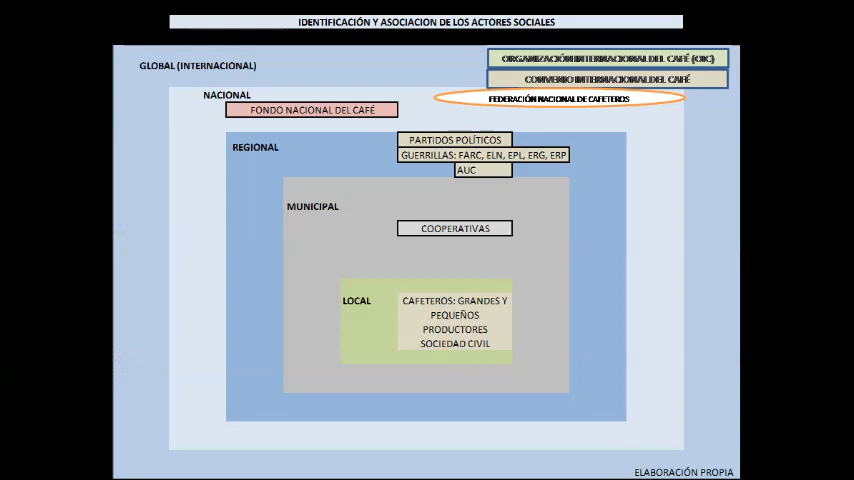 IDENTIFICACIÓN Y ASOCIACION DE LOS ACTORES SOCIALES
GLOBAL (INTERNACIONAL)
ORGANIZACIÓN INTERNACIONAL DEL CAFÉ (OIC)
CONVENIO INTERNACIONAL DEL CAFÉ
NACIONAL
FEDERACIÓN NACIONAL DE CAFETEROS
FONDO NACIONAL DEL CAFÉ
REGIONAL
PARTIDOS POLÍTICOS
GUERRILLAS: FARC, ELN, EPL, ERG, ERP
AUC
MUNICIPAL
COOPERATIVAS
LOCAL
CAFETEROS: GRANDES Y
PEQUEÑOS
PRODUCTORES
SOCIEDAD CIVIL
ELABORACIÓN PROPIA